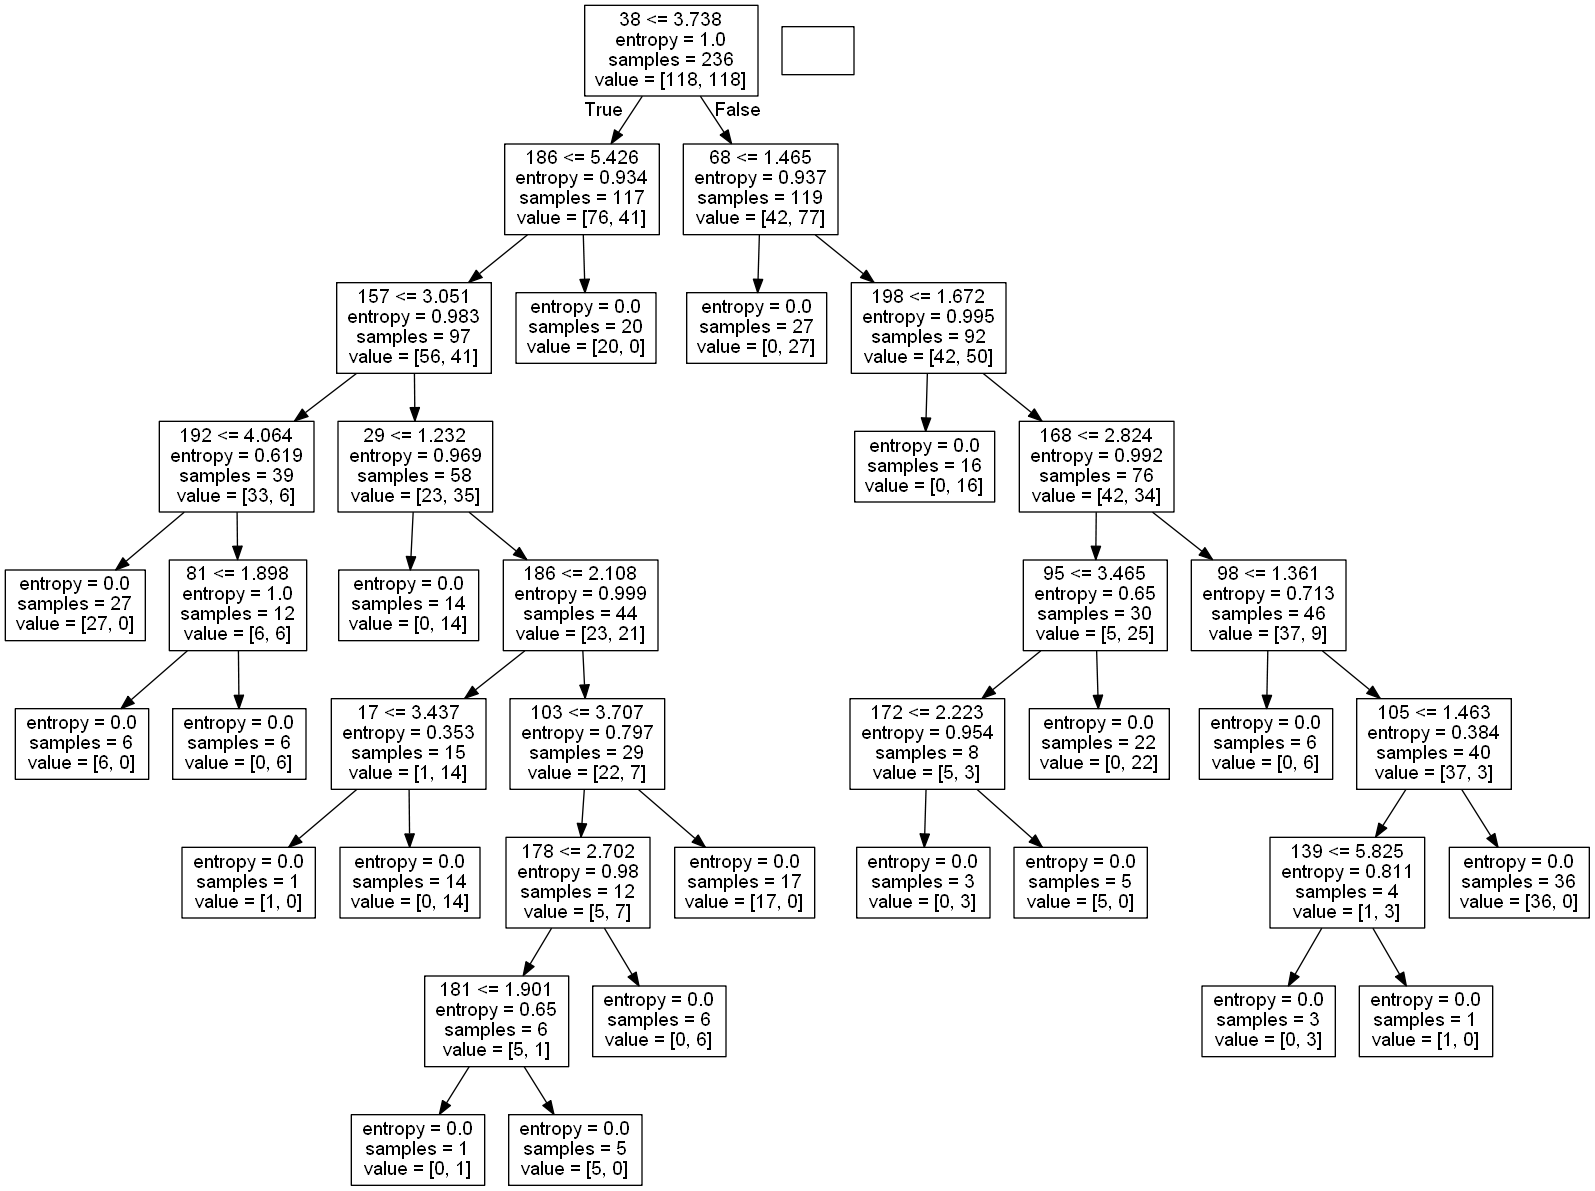 38 <= 3.738
entropy = 1.0
samples = 236
value = [118, 118]
True
False
186 <= 5.426
entropy = 0.934
samples = 117
value = [76, 41]
68 <= 1.465
entropy = 0.937
samples = 119
value = [42, 77]
157 <= 3.051
entropy = 0.983
samples = 97
value = [56, 41]
entropy = 0.0
samples = 20
value = [20, 0]
entropy = 0.0
samples = 27
value = [0, 27]
198 <= 1.672
entropy = 0.995
samples = 92
value = [42, 50]
192 <= 4.064
entropy = 0.619
samples = 39
value = [33, 6]
29 <= 1.232
entropy = 0.969
samples = 58
value = [23, 35]
entropy = 0.0
samples = 16
value = [0, 16]
168 <= 2.824
entropy = 0.992
samples = 76
value = [42, 34]
entropy = 0.0
samples = 27
value = [27, 0]
81 <= 1.898
entropy = 1.0
samples = 12
value = [6, 6]
entropy = 0.0
samples = 14
value = [0, 14]
186 <= 2.108
entropy = 0.999
samples = 44
value = [23, 21]
95 <= 3.465
entropy = 0.65
samples = 30
value = [5, 25]
98 <= 1.361
entropy = 0.713
samples = 46
value = [37, 9]
entropy = 0.0
samples = 6
value = [6, 0]
entropy = 0.0
samples = 6
value = [0, 6]
17 <= 3.437
entropy = 0.353
samples = 15
value = [1, 14]
103 <= 3.707
entropy = 0.797
samples = 29
value = [22, 7]
172 <= 2.223
entropy = 0.954
samples = 8
value = [5, 3]
entropy = 0.0
samples = 22
value = [0, 22]
entropy = 0.0
samples = 6
value = [0, 6]
105 <= 1.463
entropy = 0.384
samples = 40
value = [37, 3]
entropy = 0.0
samples = 1
value = [1, 0]
entropy = 0.0
samples = 14
value = [0, 14]
178 <= 2.702
entropy = 0.98
samples = 12
value = [5, 7]
entropy = 0.0
samples = 17
value = [17, 0]
entropy = 0.0
samples = 3
value = [0, 3]
entropy = 0.0
samples = 5
value = [5, 0]
139 <= 5.825
entropy = 0.811
samples = 4
value = [1, 3]
entropy = 0.0
samples = 36
value = [36, 0]
181 <= 1.901
entropy = 0.65
samples = 6
value = [5, 1]
entropy = 0.0
samples = 6
value = [0, 6]
entropy = 0.0
samples = 3
value = [0, 3]
entropy = 0.0
samples = 1
value = [1, 0]
entropy = 0.0
samples = 1
value = [0, 1]
entropy = 0.0
samples = 5
value = [5, 0]